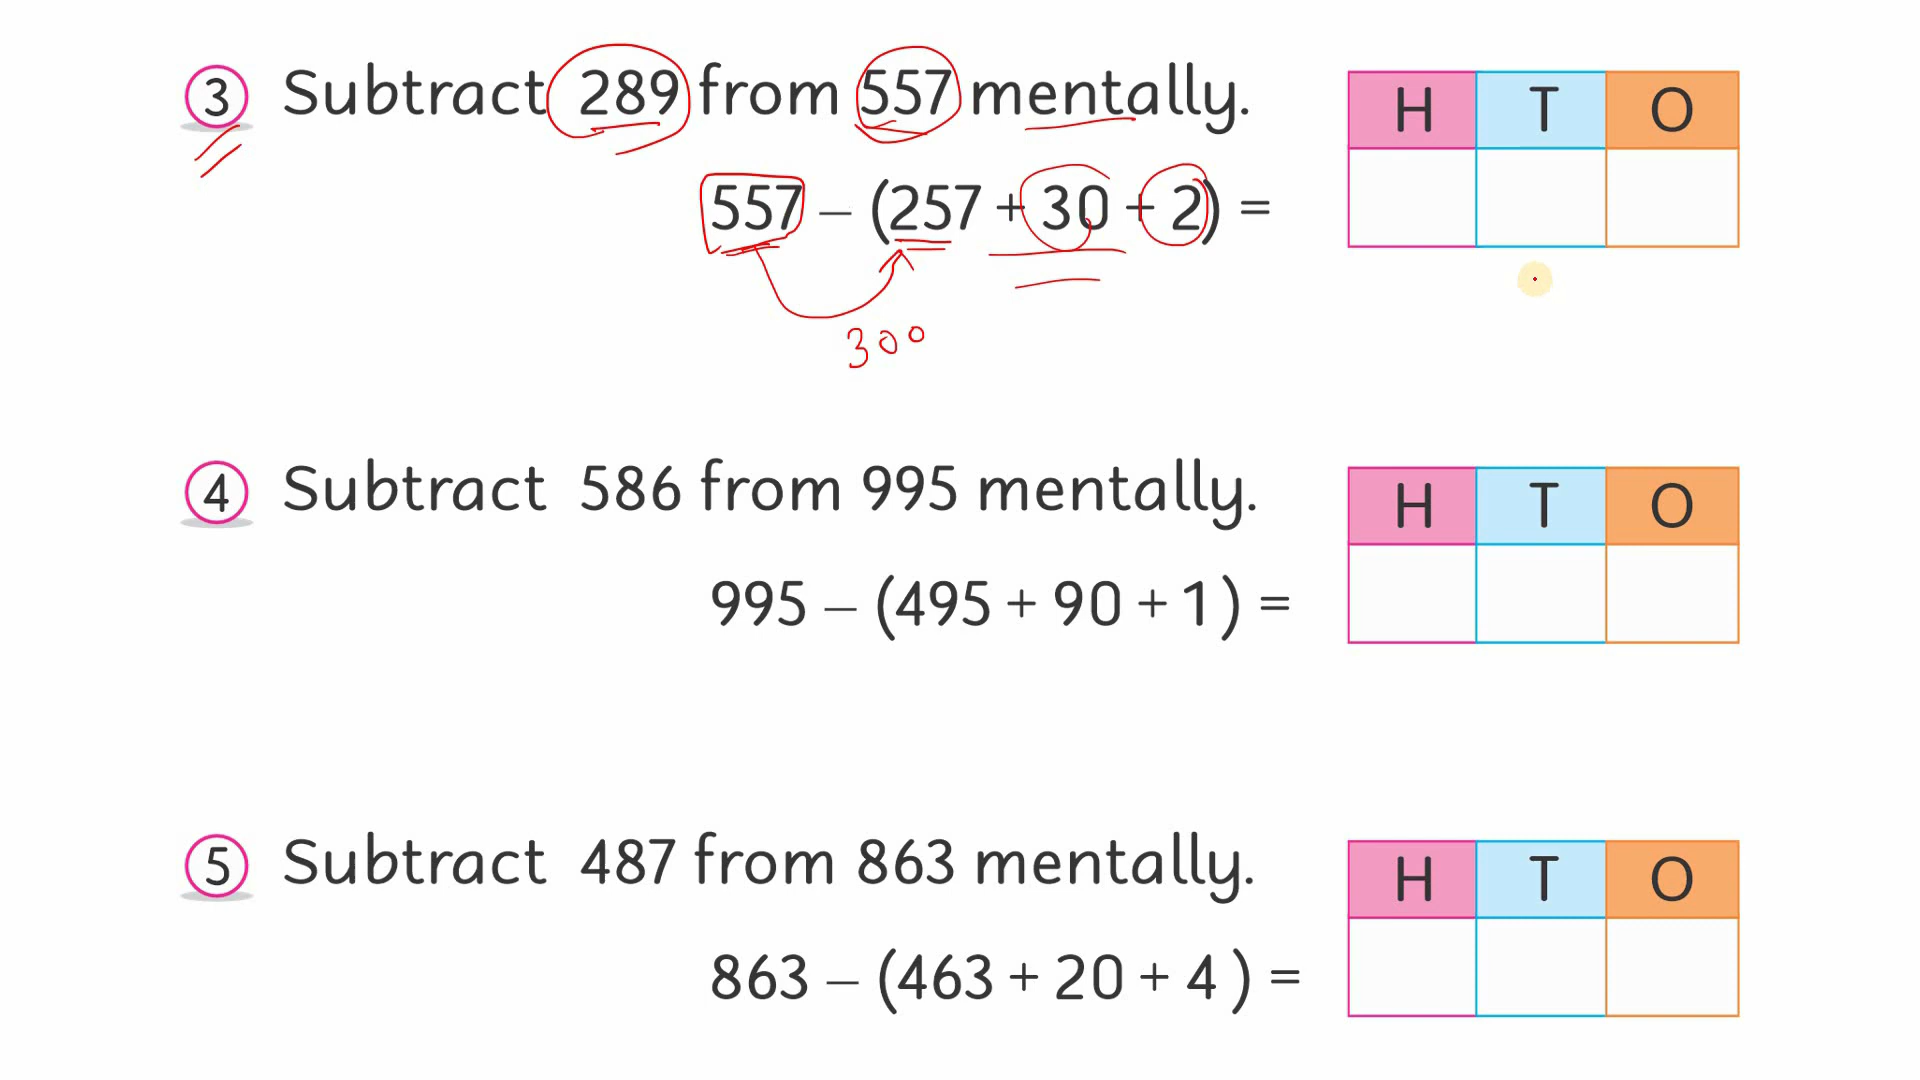 3 Subtract 289 from 557 mentally.
H T O
557 – (257 + 30 + 2) =
300
4 Subtract 586 from 995 mentally.
H T O
995 – (495 + 90 + 1) =
5 Subtract 487 from 863 mentally.
H T O
863 – (463 + 20 + 4) =